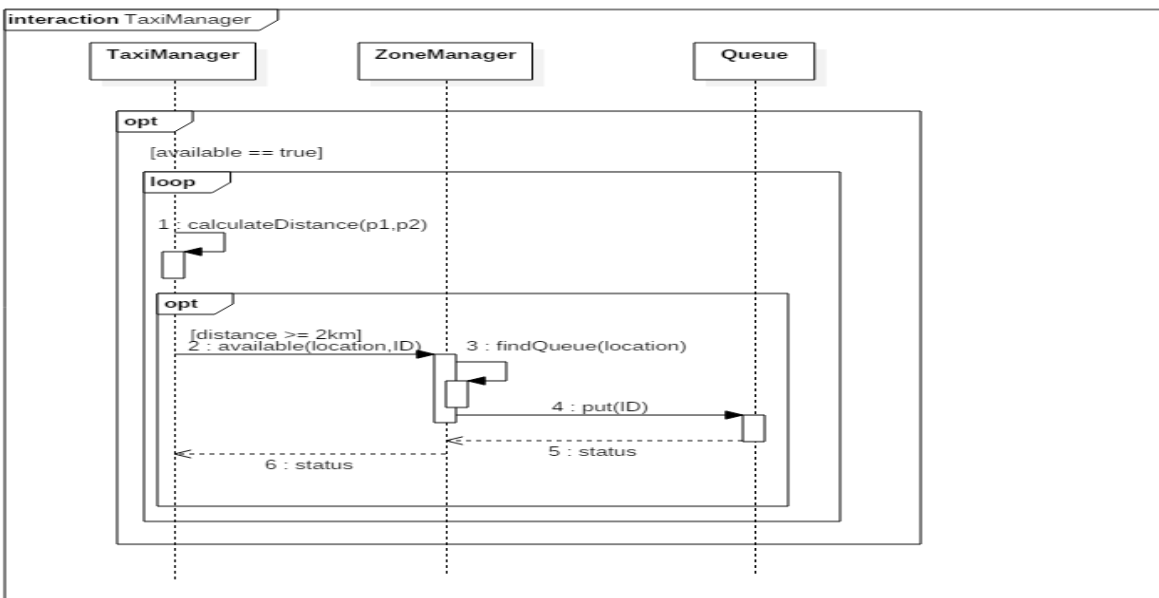 interaction TaxiManager
TaxiManager
ZoneManager
Queue
opt
[available == true]
loop
1 : calculateDistance(p1,p2)
opt
[distance >= 2km]
2 : available(location,ID)
3 : findQueue(location)
4 : put(ID)
5 : status
6 : status